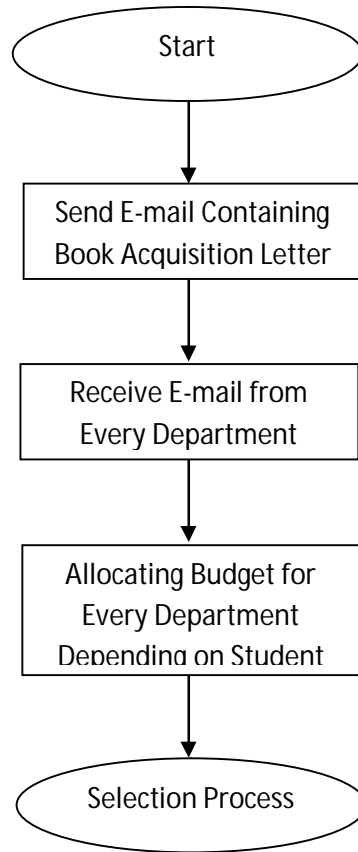 Start
Send E-mail Containing
Book Acquisition Letter
Receive E-mail from
Every Department
Allocating Budget for
Every Department
Depending on Student
Selection Process